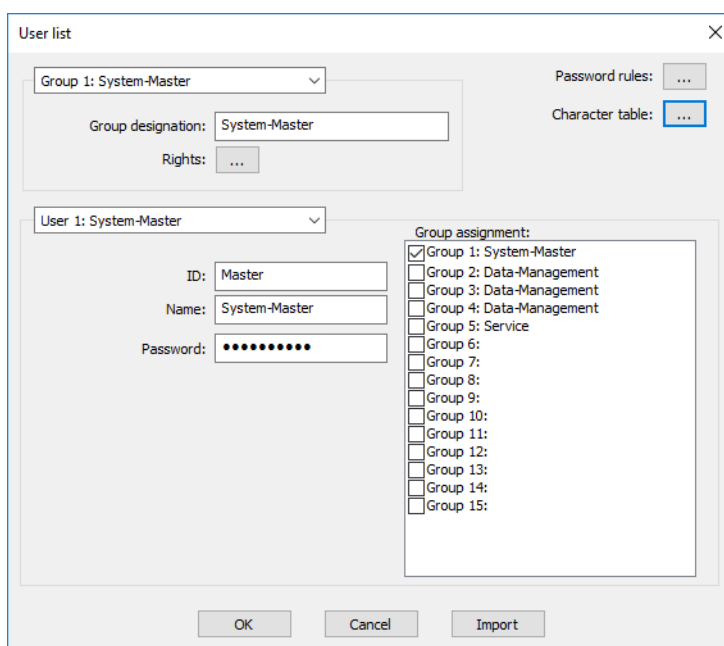 User list
Group 1: System-Master
Password rules: ...
Character table: ...
Group designation: System-Master
Rights: ...
User 1: System-Master
Group assignment:
Group 1: System-Master
Group 2: Data-Management
Group 3: Data-Management
Group 4: Data-Management
Group 5: Service
Group 6:
Group 7:
Group 8:
Group 9:
Group 10:
Group 11:
Group 12:
Group 13:
Group 14:
Group 15:
ID: Master
Name: System-Master
Password: ••••••••••
OK Cancel Import